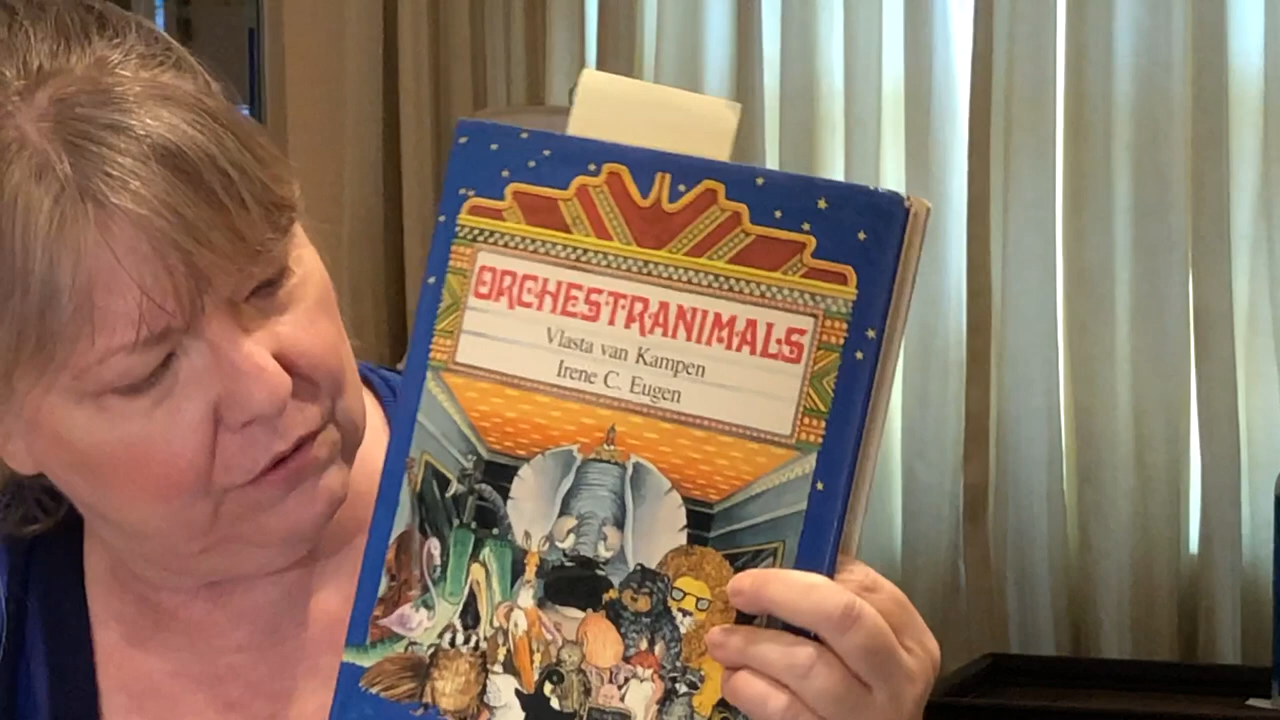 ORCHESTRANIMALS
Vlasta van Kampen
Irene C. Eugen